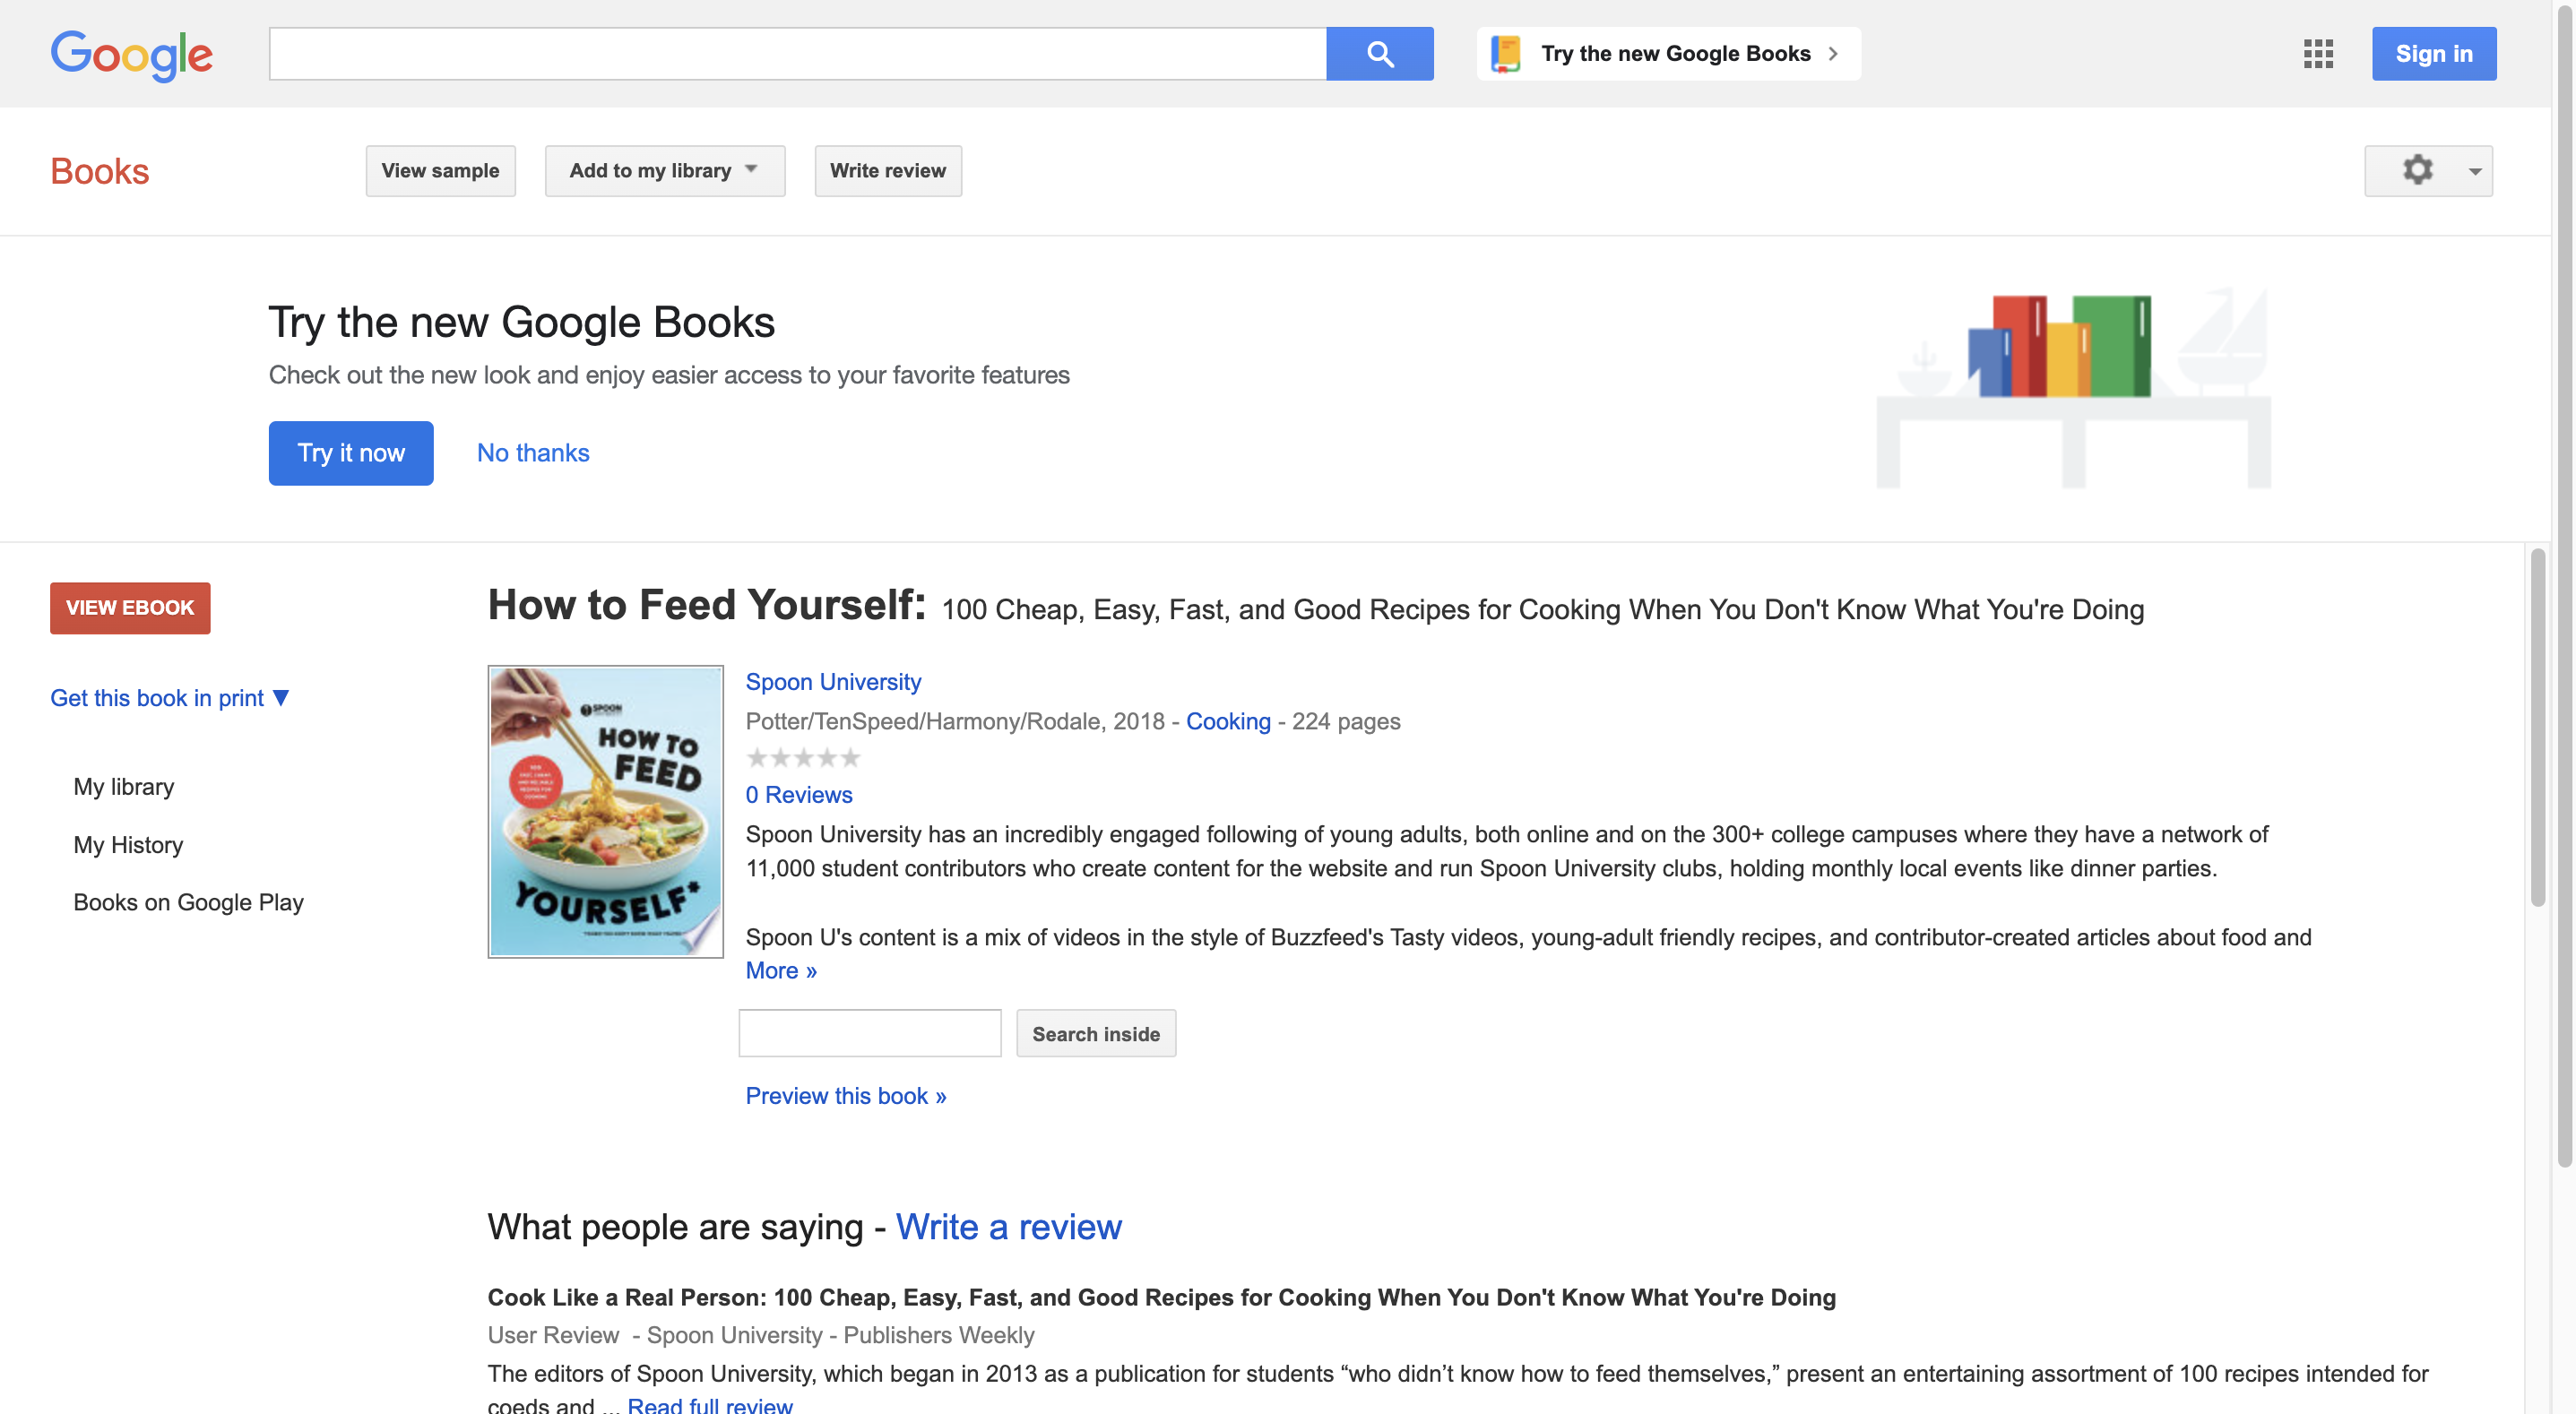 Google
Try the new Google Books
Sign in
Books
View sample
Add to my library
Write review
Try the new Google Books
Check out the new look and enjoy easier access to your favorite features
Try it now
No thanks
VIEW EBOOK
How to Feed Yourself: 100 Cheap, Easy, Fast, and Good Recipes for Cooking When You Don't Know What You're Doing
Get this book in print ▼
My library
My History
Books on Google Play
SPOON
HOW TO
FEED
YOURSELF*
Spoon University
Potter/TenSpeed/Harmony/Rodale, 2018 - Cooking - 224 pages
0 Reviews
Spoon University has an incredibly engaged following of young adults, both online and on the 300+ college campuses where they have a network of
11,000 student contributors who create content for the website and run Spoon University clubs, holding monthly local events like dinner parties.
Spoon U's content is a mix of videos in the style of Buzzfeed's Tasty videos, young-adult friendly recipes, and contributor-created articles about food and
More »
Search inside
Preview this book »
What people are saying - Write a review
Cook Like a Real Person: 100 Cheap, Easy, Fast, and Good Recipes for Cooking When You Don't Know What You're Doing
User Review - Spoon University - Publishers Weekly
The editors of Spoon University, which began in 2013 as a publication for students “who didn’t know how to feed themselves,” present an entertaining assortment of 100 recipes intended for
coeds and ... Read full review